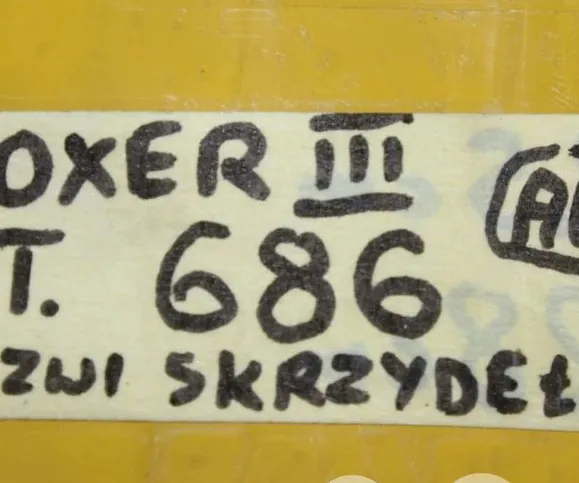 OXER III
T. 686
ZWI SKRZYDEŁ